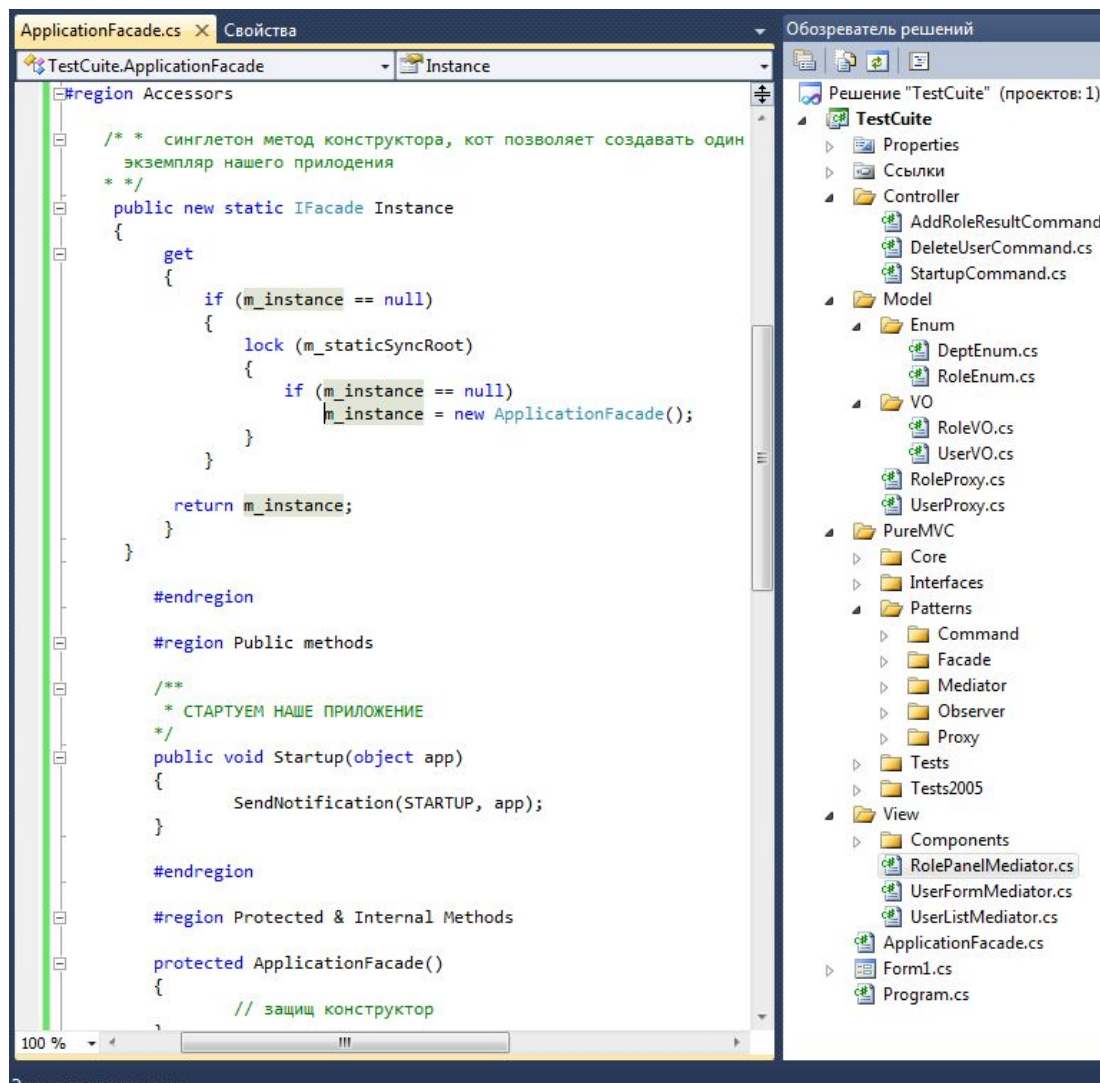 ApplicationFacade.cs
Свойства
TestCuite.ApplicationFacade
Instance
#region Accessors
/* * синглетон метод конструктора, кот позволяет создавать один
экземпляр нашего прилодения
* */
public new static IFacade Instance
{
get
{
if (m_instance == null)
{
lock (m_staticSyncRoot)
{
if (m_instance == null)
m_instance = new ApplicationFacade();
}
}
return m_instance;
}
}
#endregion
#region Public methods
/**
* СТАРТУЕМ НАШЕ ПРИЛОЖЕНИЕ
*/
public void Startup(object app)
{
SendNotification(STARTUP, app);
}
#endregion
#region Protected & Internal Methods
protected ApplicationFacade()
{
// защищ конструктор
100 %
Обозреватель решений
Решение "TestCuite" (проектов: 1)
TestCuite
Properties
Ссылки
Controller
AddRoleResultCommand
DeleteUserCommand.cs
StartupCommand.cs
Model
Enum
DeptEnum.cs
RoleEnum.cs
VO
RoleVO.cs
UserVO.cs
RoleProxy.cs
UserProxy.cs
PureMVC
Core
Interfaces
Patterns
Command
Facade
Mediator
Observer
Proxy
Tests
Tests2005
View
Components
RolePanelMediator.cs
UserFormMediator.cs
UserListMediator.cs
ApplicationFacade.cs
Form1.cs
Program.cs